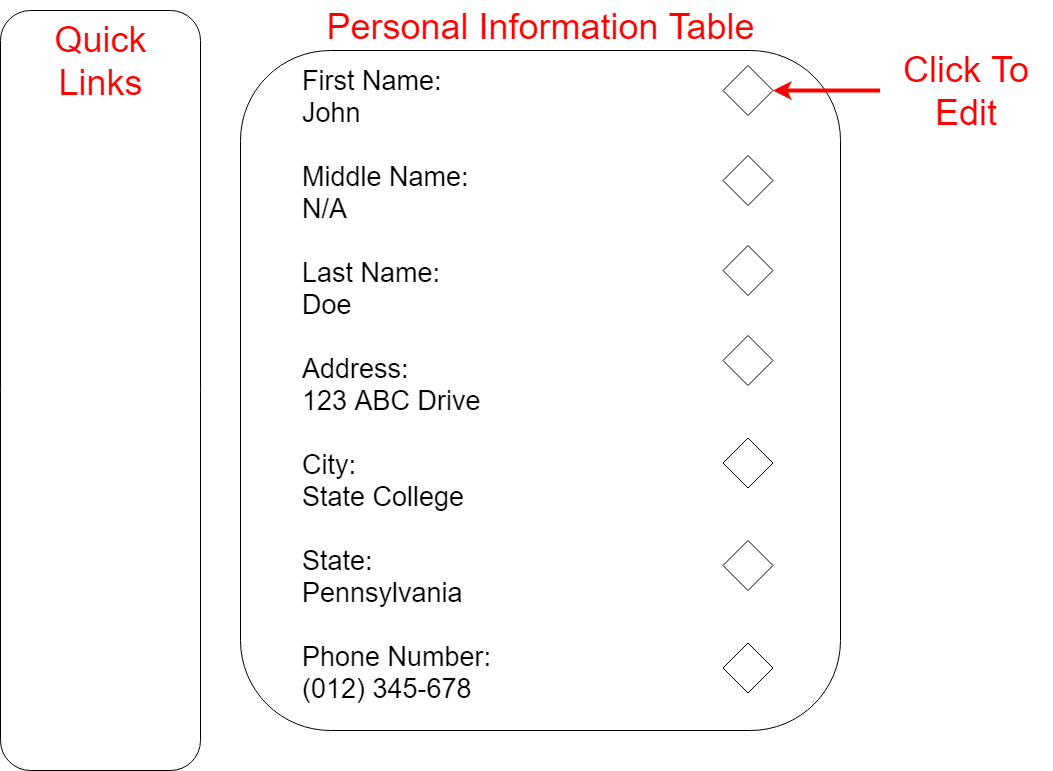 Quick
Links
Personal Information Table
Click To
Edit
First Name:
John
Middle Name:
N/A
Last Name:
Doe
Address:
123 ABC Drive
City:
State College
State:
Pennsylvania
Phone Number:
(012) 345-678